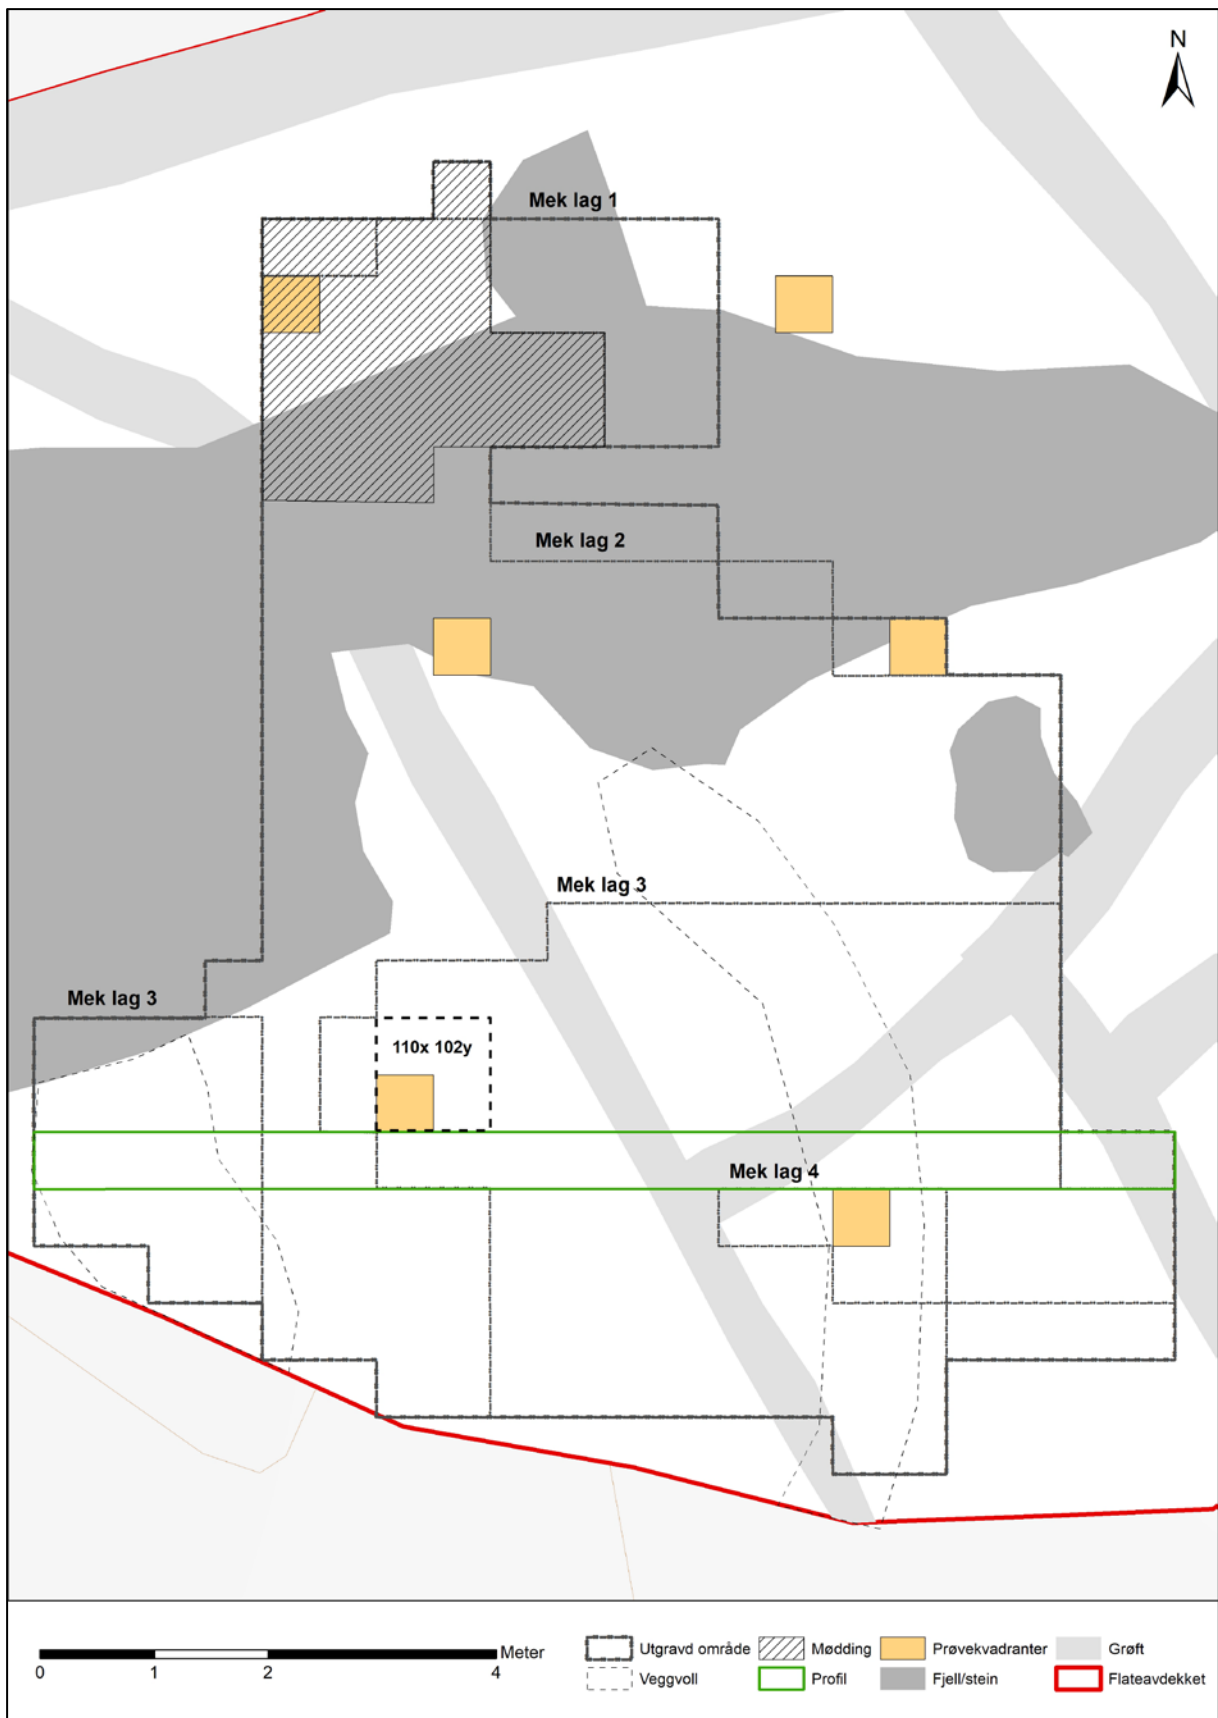 N
Mek lag 1
Mek lag 2
Mek lag 3
Mek lag 3
110x 102y
Mek lag 4
Meter
0 1 2 4
Utgravd område Mødding Prøvekvadranter Grøft
Veggvoll Profil Fjell/stein Flateavdekket